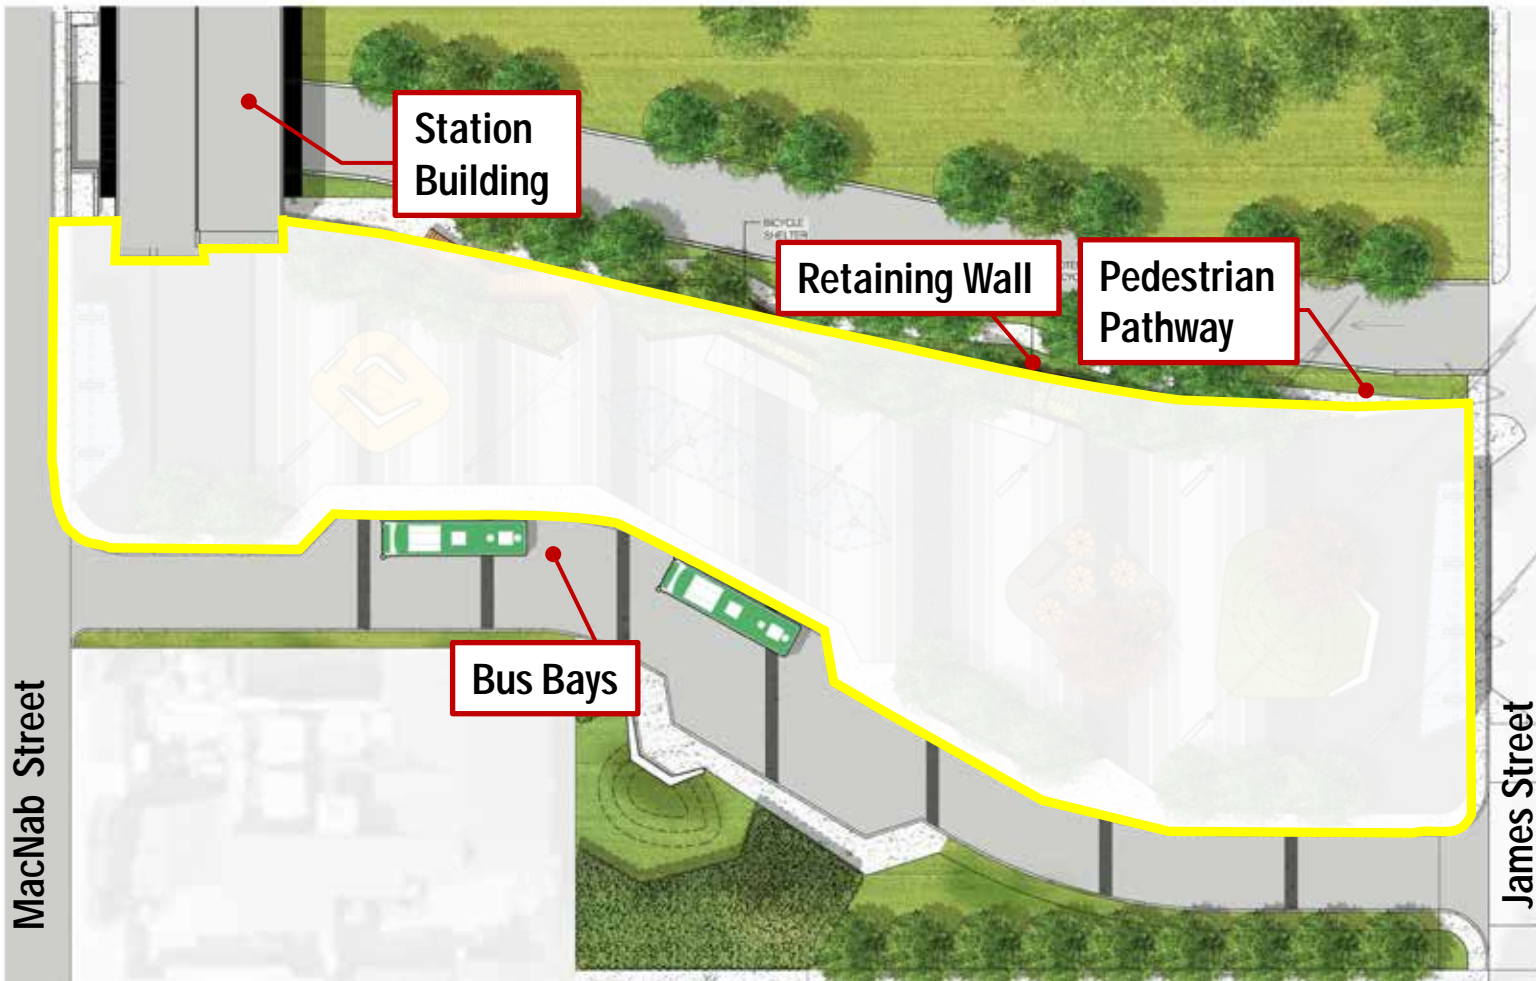 Station
Building
BICYCLE
SHELTER
Retaining Wall
Pedestrian
Pathway
Bus Bays
MacNab Street
James Street